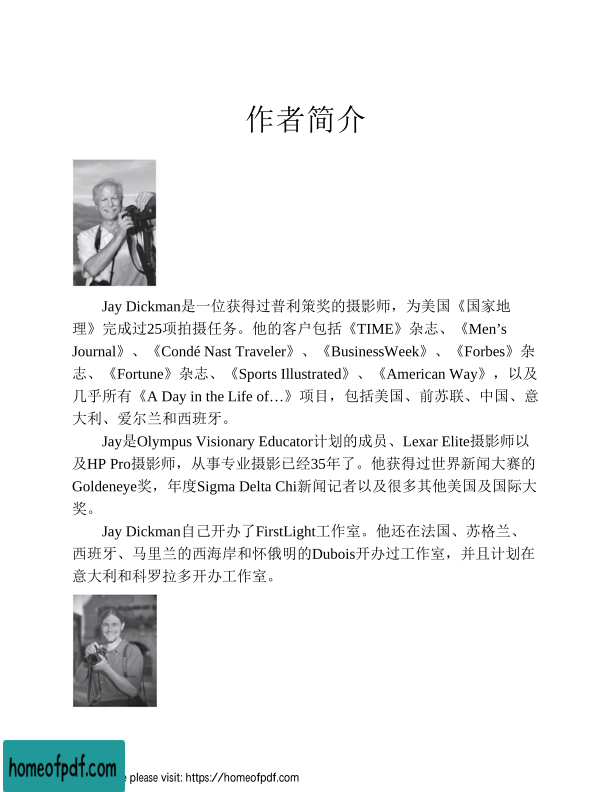 作者简介
Jay Dickman是一位获得过普利策奖的摄影师，为美国《国家地
理》完成过25项拍摄任务。他的客户包括《TIME》杂志、《Men’s
Journal》、《Condé Nast Traveler》、《BusinessWeek》、《Forbes》杂
志、《Fortune》杂志、《Sports Illustrated》、《American Way》，以及
几乎所有《A Day in the Life of…》项目，包括美国、前苏联、中国、意
大利、爱尔兰和西班牙。
Jay是Olympus Visionary Educator计划的成员、Lexar Elite摄影师以
及HP Pro摄影师，从事专业摄影已经35年了。他获得过世界新闻大赛的
Goldeneye奖，年度Sigma Delta Chi新闻记者以及很多其他美国及国际大
奖。
Jay Dickman自己开办了FirstLight工作室。他还在法国、苏格兰、
西班牙、马里兰的西海岸和怀俄明的Dubois开办过工作室，并且计划在
意大利和科罗拉多开办工作室。
homeofpdf.com
please visit: https://homeofpdf.com